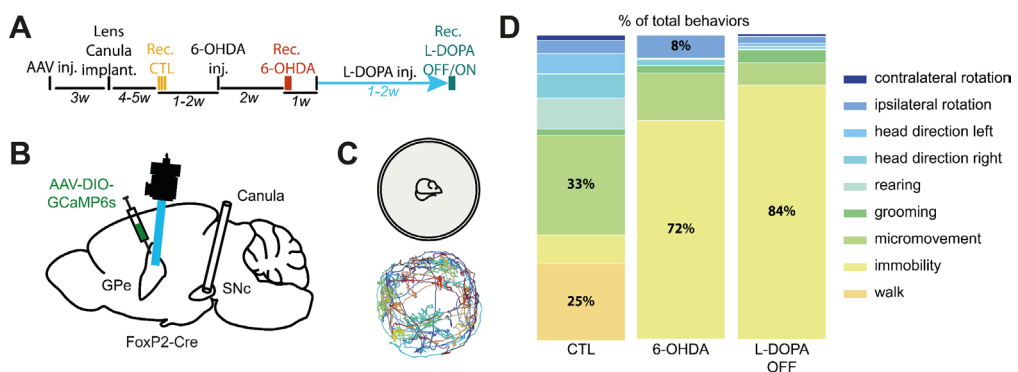 A
Lens
Canula
implant.
AAV inj.
Rec.
CTL
6-OHDA
inj.
Rec.
6-OHDA
L-DOPA inj.
Rec.
L-DOPA
OFF/ON
3w
4-5w
1-2w
2w
1w
1-2w
B
AAV-DIO-
GCaMP6s
Canula
GPe
SNc
FoxP2-Cre
C
D
% of total behaviors
8%
33%
72%
84%
25%
CTL
6-OHDA
L-DOPA
OFF
contralateral rotation
ipsilateral rotation
head direction left
head direction right
rearing
grooming
micromovement
immobility
walk